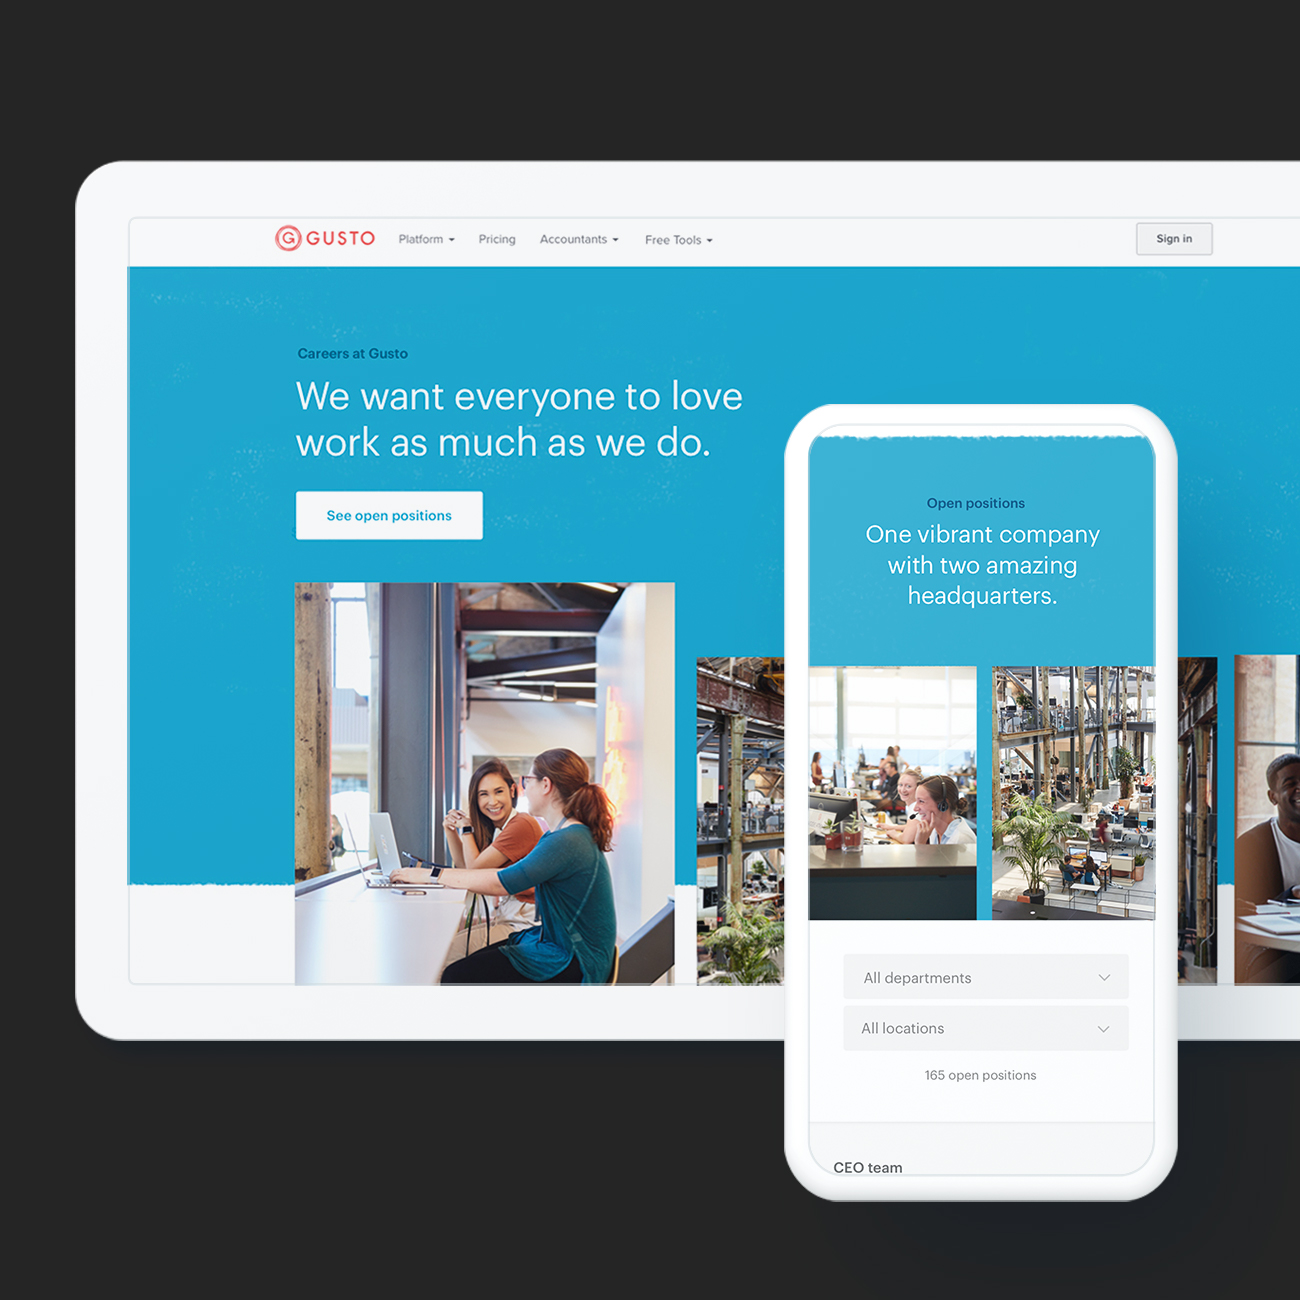 G GUSTO
Platform
Pricing
Accountants
Free Tools
Sign in
Careers at Gusto
We want everyone to love
work as much as we do.
See open positions
Open positions
One vibrant company
with two amazing
headquarters.
All departments
All locations
165 open positions
CEO team